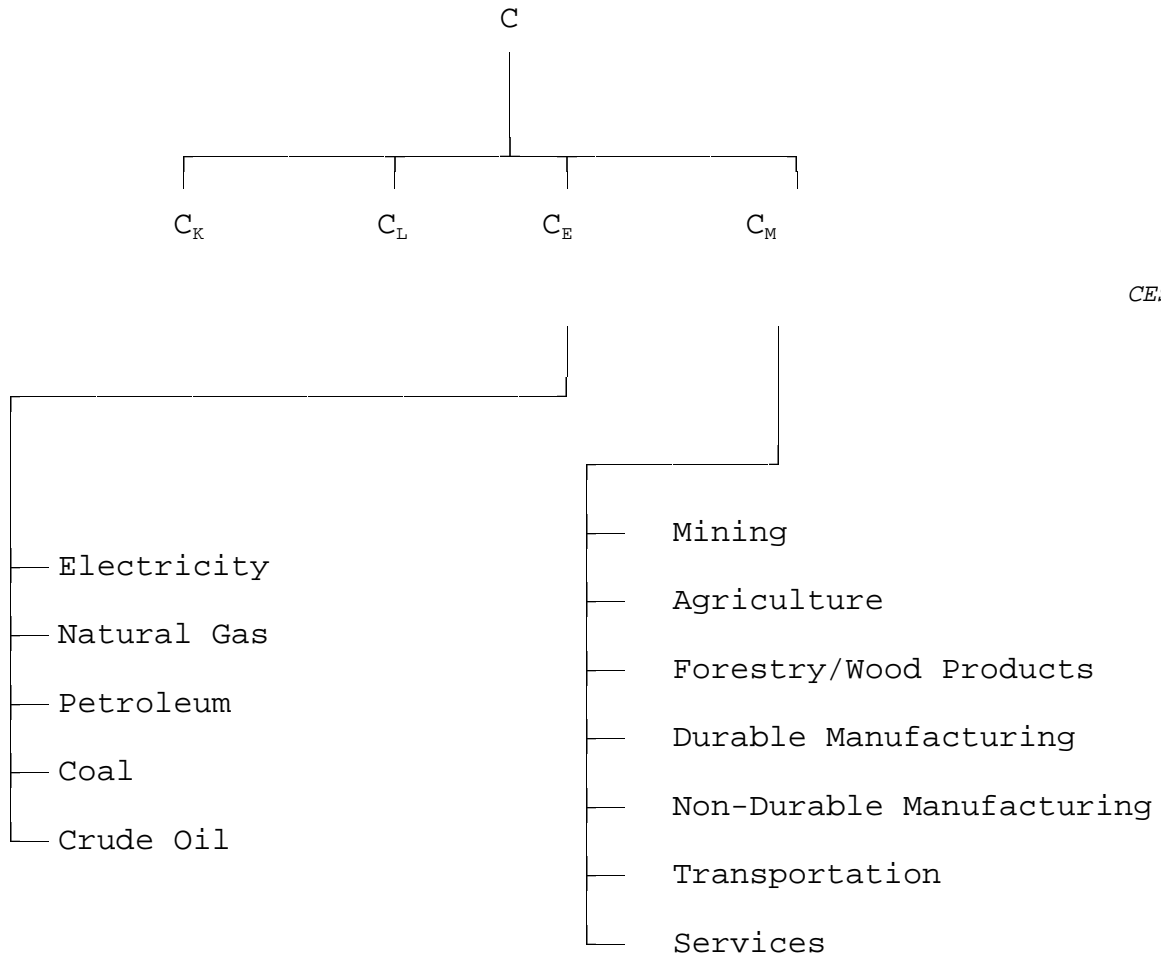 C
C_K C_L C_E C_M
Electricity
Natural Gas
Petroleum
Coal
Crude Oil
Mining
Agriculture
Forestry/Wood Products
Durable Manufacturing
Non-Durable Manufacturing
Transportation
Services